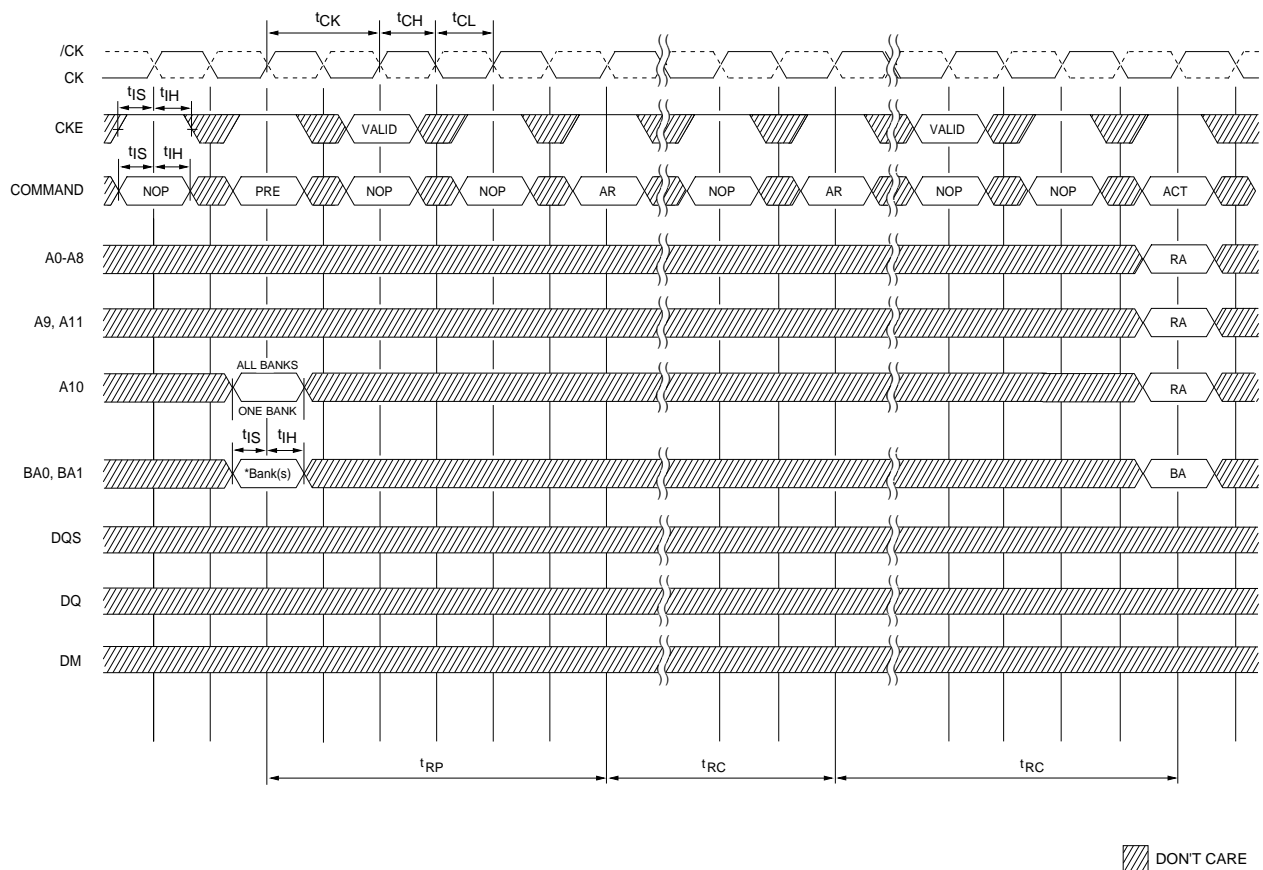 tCK tCH tCL
/CK
CK
tIS tIH
CKE VALID VALID
tIS tIH
COMMAND NOP PRE NOP NOP AR NOP AR NOP NOP ACT
A0-A8 RA
A9, A11 RA
ALL BANKS
A10 RA
ONE BANK
tIS tIH
BA0, BA1 *Bank(s) BA
DQS
DQ
DM
tRP tRC tRC
DON'T CARE